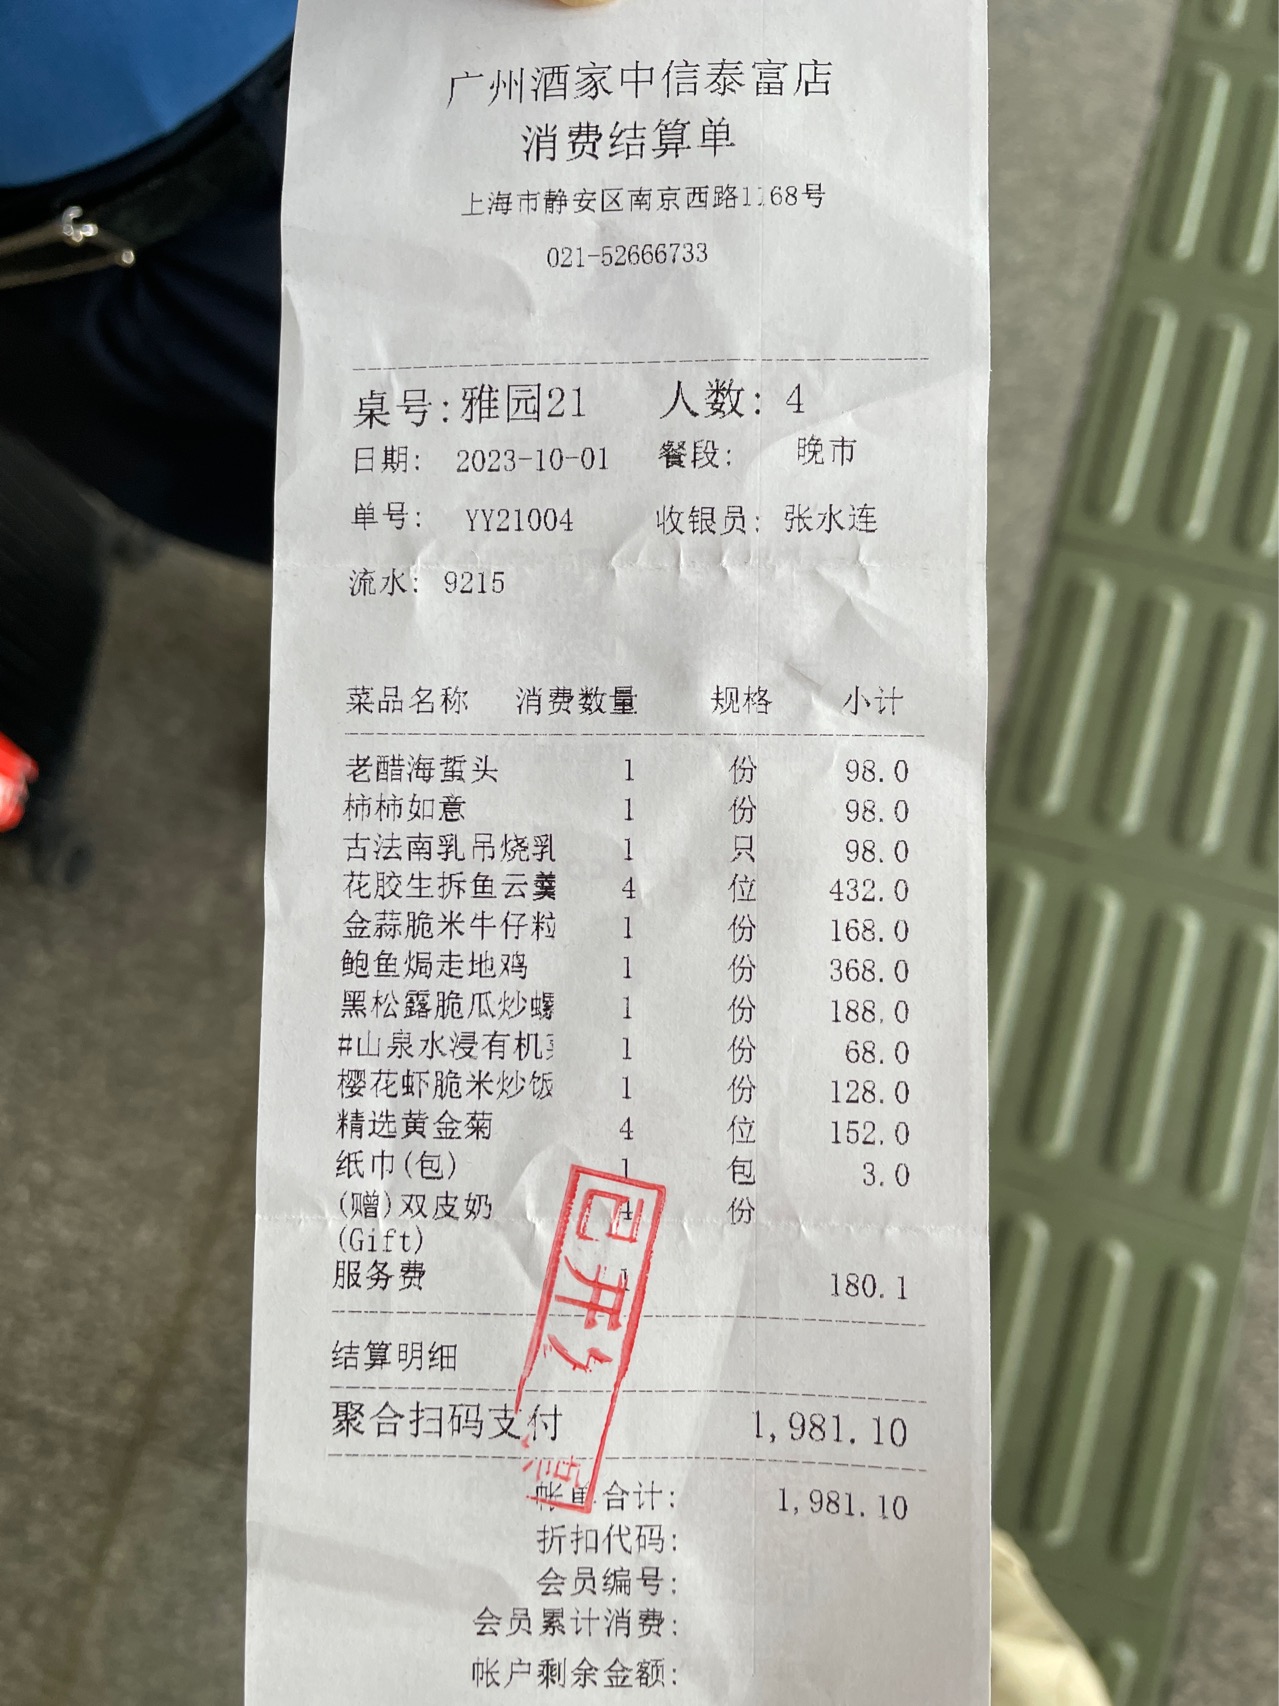 广州酒家中信泰富店
消费结算单
上海市静安区南京西路1168号
021-52666733
桌号:雅园21 人数: 4
日期: 2023-10-01 餐段: 晚市
单号: YY21004 收银员: 张水连
流水: 9215
菜品名称 消费数量 规格 小计
老醋海蜇头 1 份 98.0
柿柿如意 1 份 98.0
古法南乳吊烧乳 1 只 98.0
花胶生拆鱼云羹 4 位 432.0
金蒜脆米牛仔粒 1 份 168.0
鲍鱼焗走地鸡 1 份 368.0
黑松露脆瓜炒螺 1 份 188.0
#山泉水浸有机 1 份 68.0
樱花虾脆米炒饭 1 份 128.0
精选黄金菊 4 位 152.0
纸巾(包) 1 包 3.0
(赠)双皮奶 4 份
(Gift)
服务费 1 180.1
已开
结算明细
聚合扫码支付 1,981.10
帐单合计: 1,981.10
折扣代码:
会员编号:
会员累计消费:
帐户剩余金额: